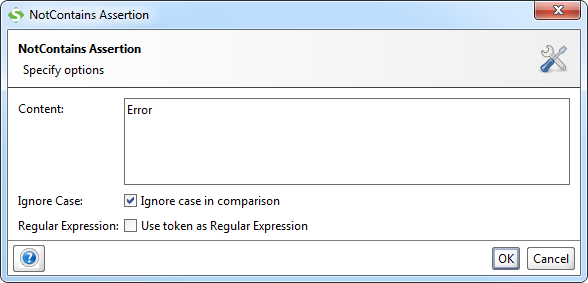 NotContains Assertion
NotContains Assertion
Specify options
Content:
Error
Ignore Case:
Ignore case in comparison
Regular Expression:
Use token as Regular Expression
OK
Cancel